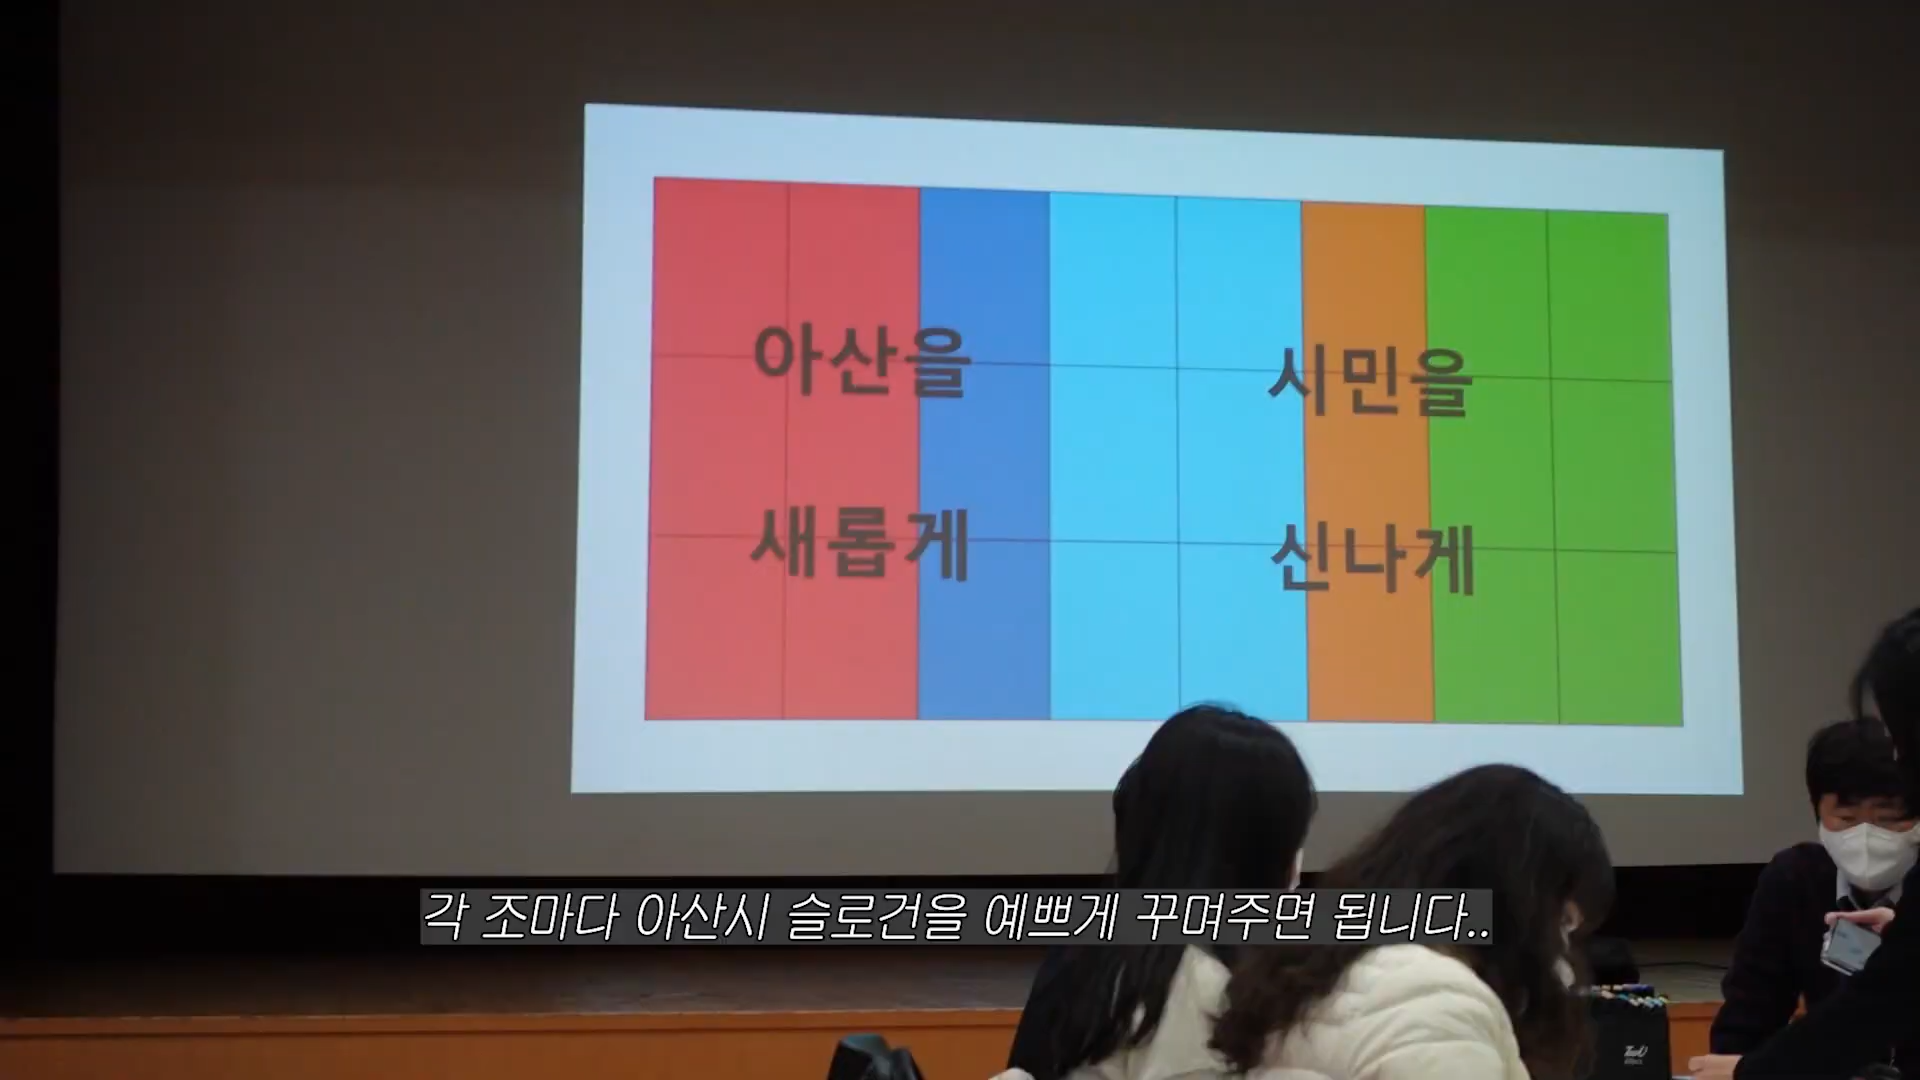 아산을
새롭게
시민을
신나게
각 조마다 아산시 슬로건을 예쁘게 꾸며주면 됩니다..